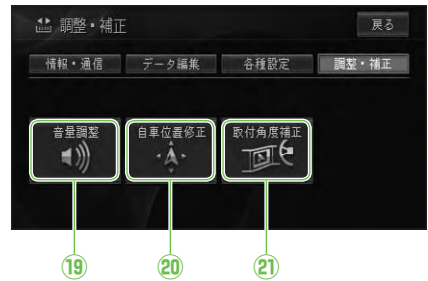 調整・補正
戻る
情報・通信 データ編集 各種設定 調整・補正
音量調整 自車位置修正 取付角度補正
⑲ ⑳ ㉑